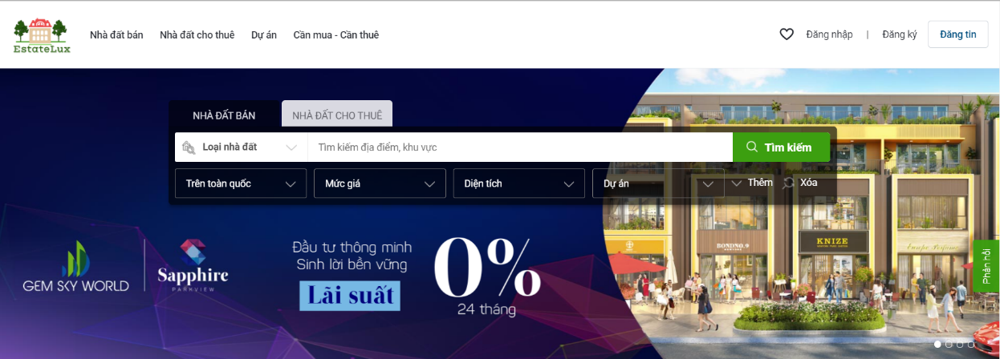 EstateLux
Nhà đất bán Nhà đất cho thuê Dự án Cần mua - Cần thuê Đăng nhập | Đăng ký Đăng tin
NHÀ ĐẤT BÁN NHÀ ĐẤT CHO THUÊ
Loại nhà đất Tìm kiếm địa điểm, khu vực Tìm kiếm
Trên toàn quốc Mức giá Diện tích Dự án Thêm Xóa
GEM SKY WORLD
Sapphire
PARKVIEW
Đầu tư thông minh
Sinh lời bền vững
Lãi suất
0%
24 tháng
BONDNO.9
KNIZE
Europe Perfume
Phản hồi